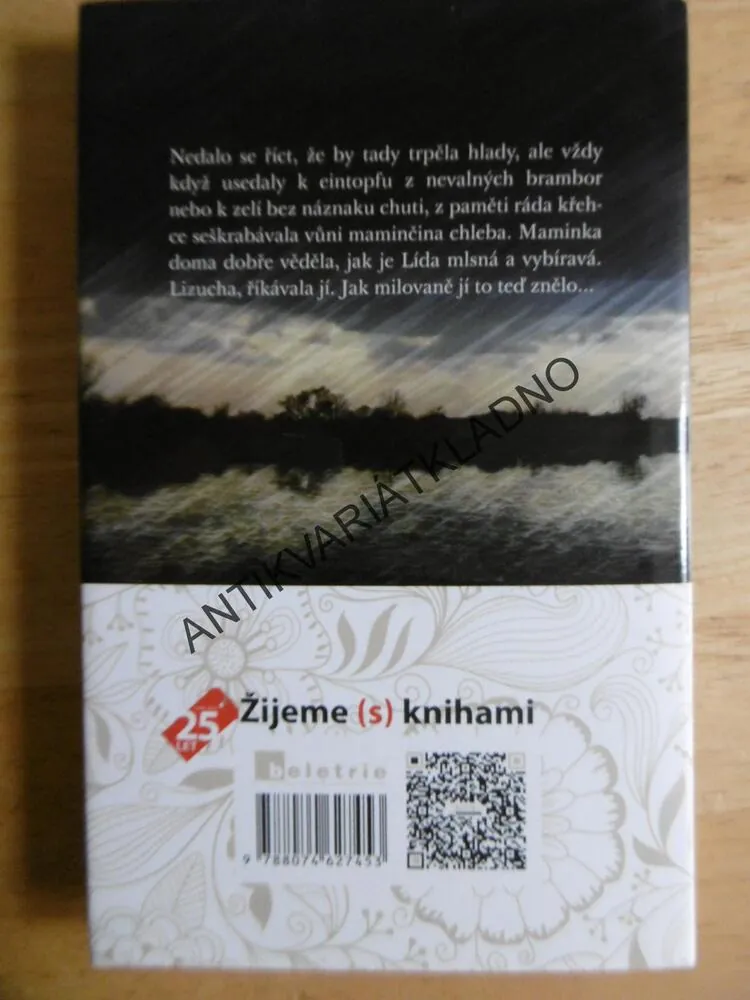 Nedalo se říct, že by tady trpěla hlady, ale vždy
když usedaly k eintopfu z nevalných brambor
nebo k zelí bez náznaku chuti, z paměti ráda křeh-
ce seškrabávala vůni maminčina chleba. Maminka
doma dobře věděla, jak je Lída mlsná a vybíravá.
Lizucha, říkávala jí. Jak milovaně jí to teď znělo...
ANTIKVARIÁTKLADNO
25
LET
Žijeme (s) knihami
beletrie
9 788074 627453